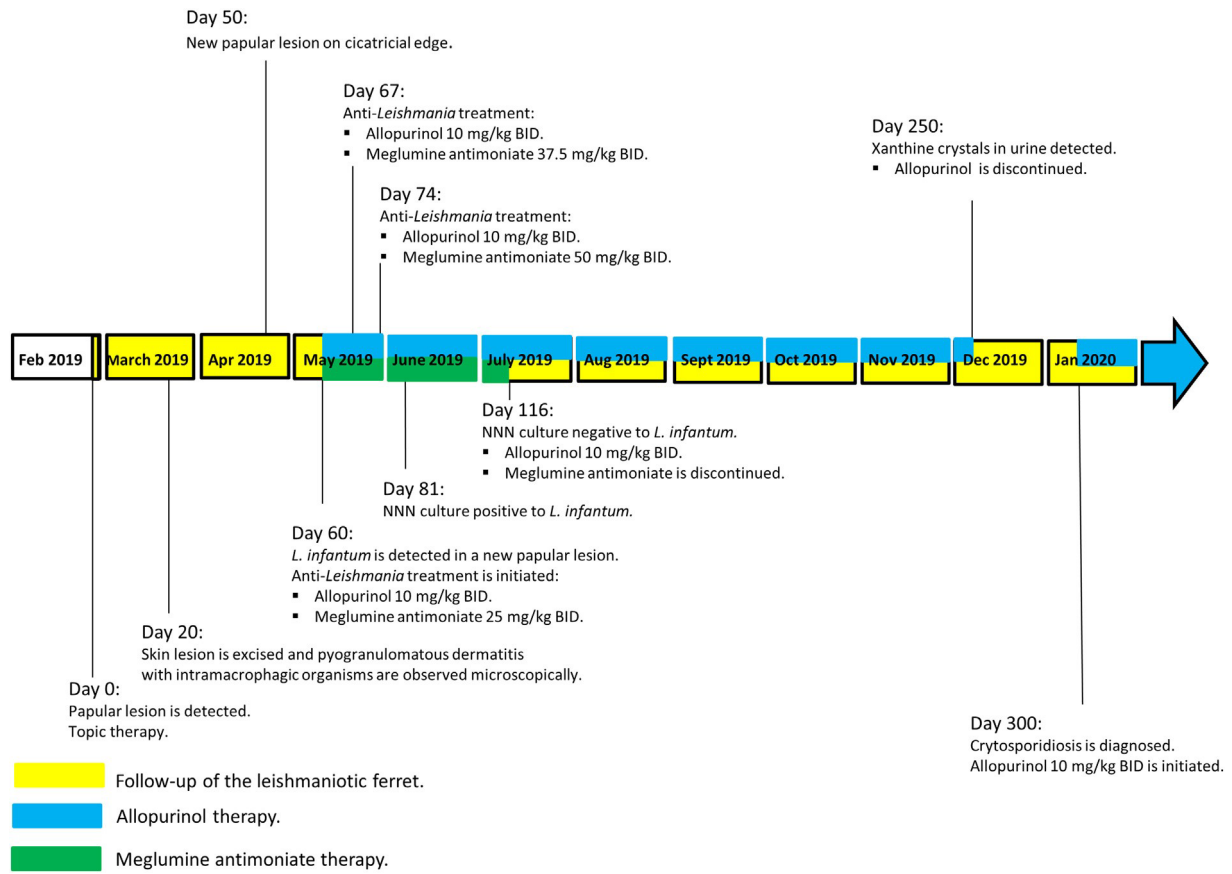 Day 50:
New papular lesion on cicatricial edge.
Day 67:
Anti-Leishmania treatment:
▪ Allopurinol 10 mg/kg BID.
▪ Meglumine antimoniate 37.5 mg/kg BID.
Day 74:
Anti-Leishmania treatment:
▪ Allopurinol 10 mg/kg BID.
▪ Meglumine antimoniate 50 mg/kg BID.
Day 250:
Xanthine crystals in urine detected.
▪ Allopurinol is discontinued.
Feb 2019 March 2019 Apr 2019 May 2019 June 2019 July 2019 Aug 2019 Sept 2019 Oct 2019 Nov 2019 Dec 2019 Jan 2020
Day 116:
NNN culture negative to L. infantum.
▪ Allopurinol 10 mg/kg BID.
▪ Meglumine antimoniate is discontinued.
Day 81:
NNN culture positive to L. infantum.
Day 60:
L. infantum is detected in a new papular lesion.
Anti-Leishmania treatment is initiated:
▪ Allopurinol 10 mg/kg BID.
▪ Meglumine antimoniate 25 mg/kg BID.
Day 20:
Skin lesion is excised and pyogranulomatous dermatitis
with intramacrophagic organisms are observed microscopically.
Day 0:
Papular lesion is detected.
Topic therapy.
Day 300:
Crytosporidiosis is diagnosed.
Allopurinol 10 mg/kg BID is initiated.
Follow-up of the leishmaniotic ferret.
Allopurinol therapy.
Meglumine antimoniate therapy.